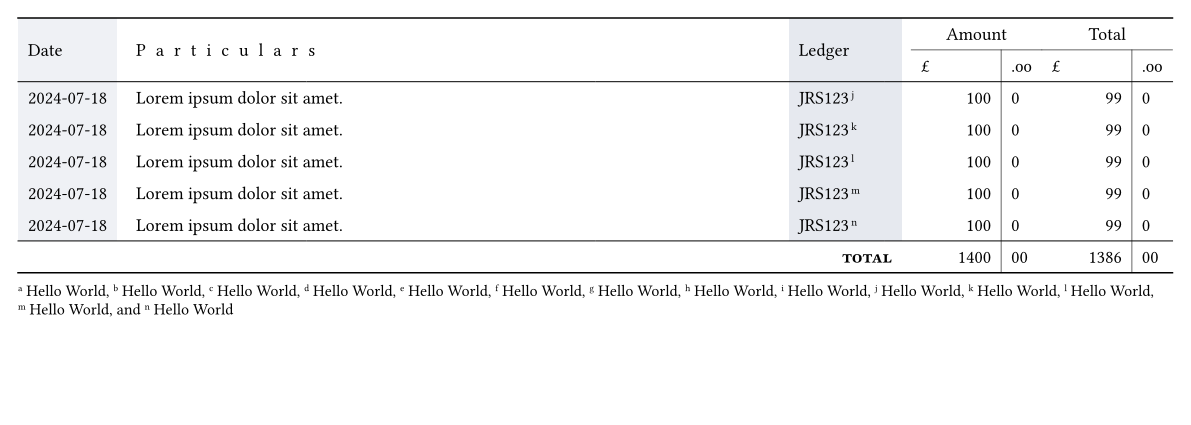 Date P a r t i c u l a r s Ledger Amount Total
£ .oo £ .oo
2024-07-18 Lorem ipsum dolor sit amet. JRS123 j 100 0 99 0
2024-07-18 Lorem ipsum dolor sit amet. JRS123 k 100 0 99 0
2024-07-18 Lorem ipsum dolor sit amet. JRS123 l 100 0 99 0
2024-07-18 Lorem ipsum dolor sit amet. JRS123 m 100 0 99 0
2024-07-18 Lorem ipsum dolor sit amet. JRS123 n 100 0 99 0
TOTAL 1400 00 1386 00
a Hello World, b Hello World, c Hello World, d Hello World, e Hello World, f Hello World, g Hello World, h Hello World, i Hello World, j Hello World, k Hello World, l Hello World,
m Hello World, and n Hello World